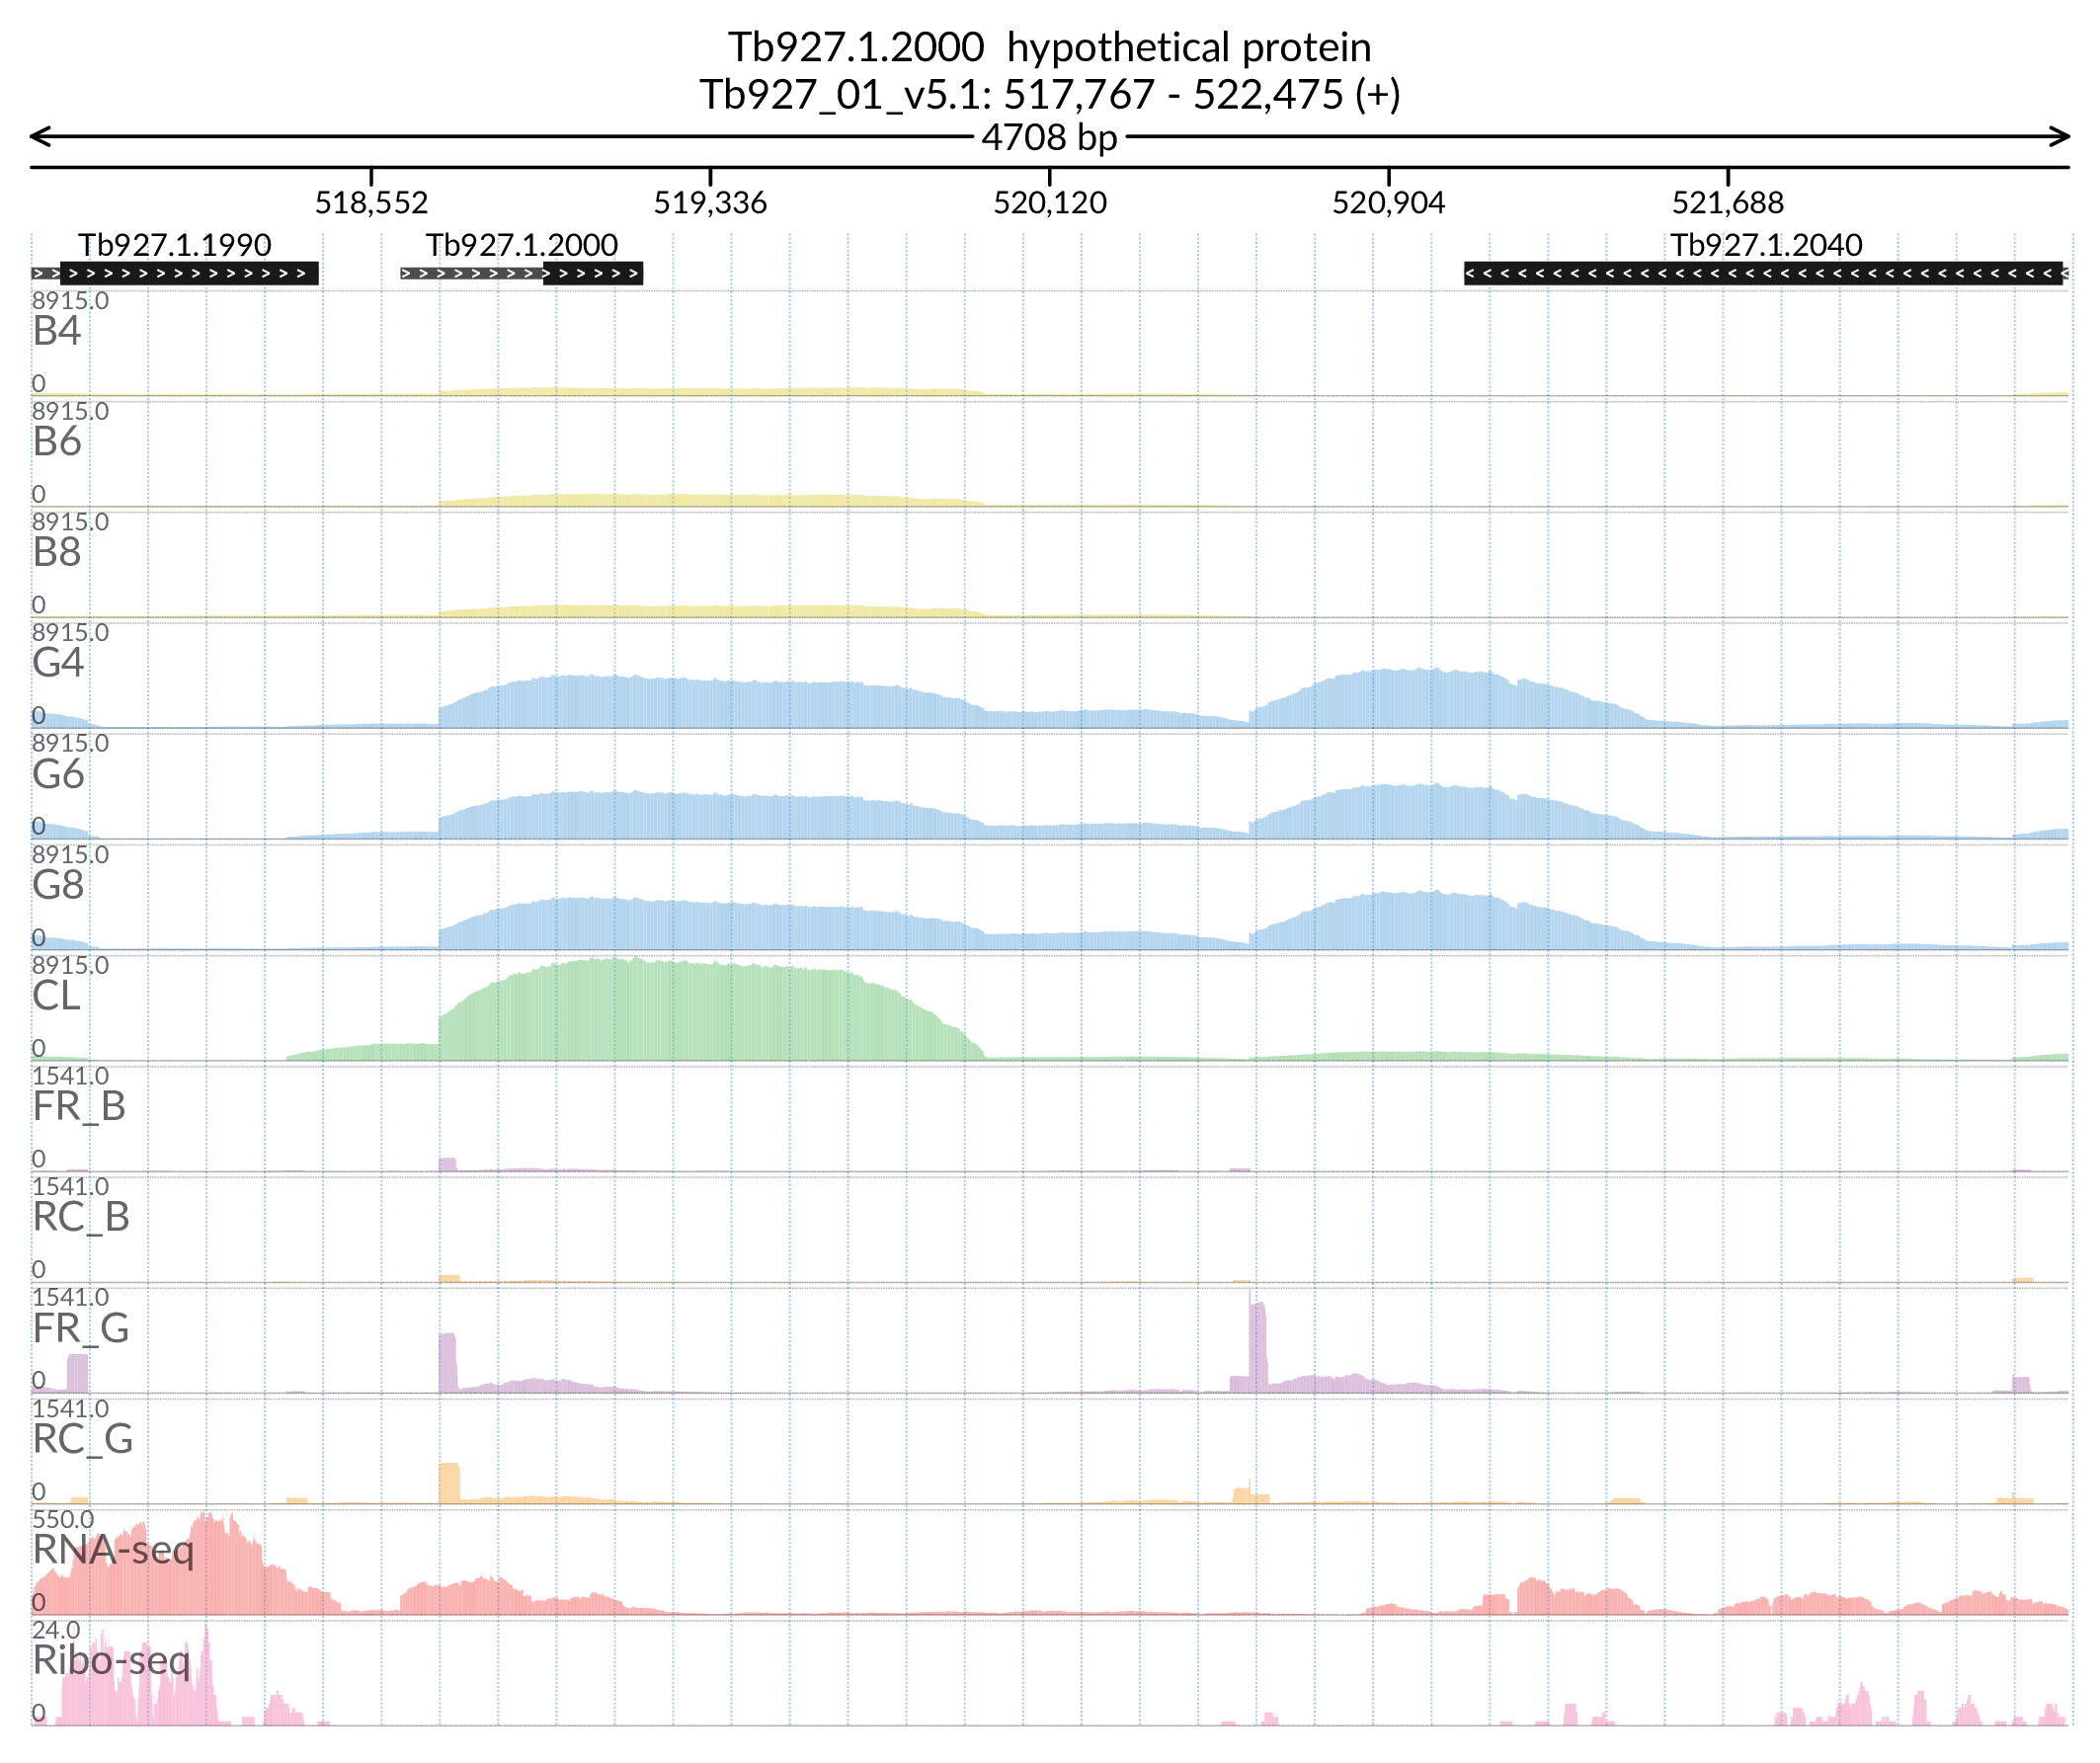 Tb927.1.2000  hypothetical protein
Tb927_01_v5.1: 517,767 - 522,475 (+)
4708 bp
518,552 519,336 520,120 520,904 521,688
Tb927.1.1990 Tb927.1.2000 Tb927.1.2040
8915.0
B4
0
8915.0
B6
0
8915.0
B8
0
8915.0
G4
0
8915.0
G6
0
8915.0
G8
0
8915.0
CL
0
1541.0
FR_B
0
1541.0
RC_B
0
1541.0
FR_G
0
1541.0
RC_G
0
550.0
RNA-seq
0
24.0
Ribo-seq
0